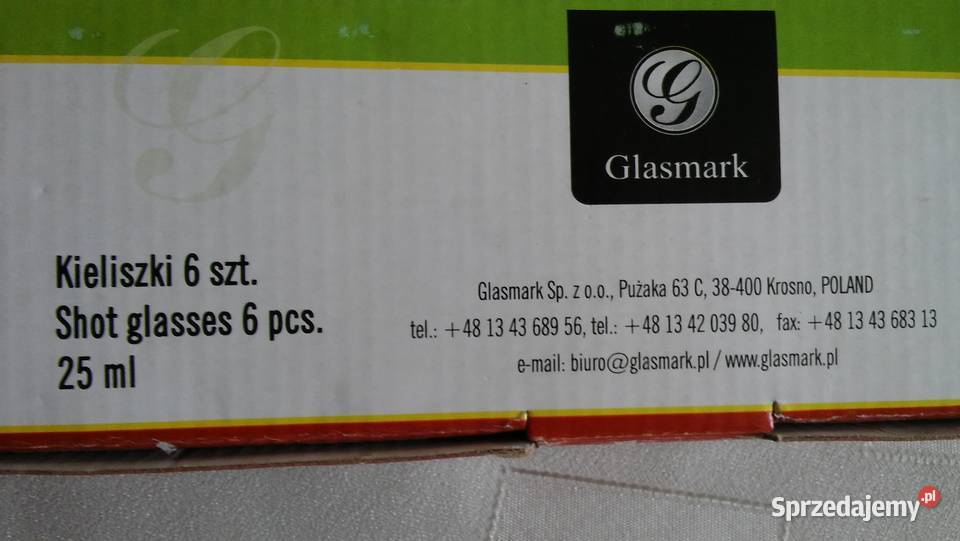 G
G
Glasmark
Kieliszki 6 szt.
Shot glasses 6 pcs.
25 ml
Glasmark Sp. z o.o., Pużaka 63 C, 38-400 Krosno, POLAND
tel.: +48 13 43 689 56, tel.: +48 13 42 039 80, fax: +48 13 43 683 13
e-mail: biuro@glasmark.pl / www.glasmark.pl
Sprzedajemy.pl